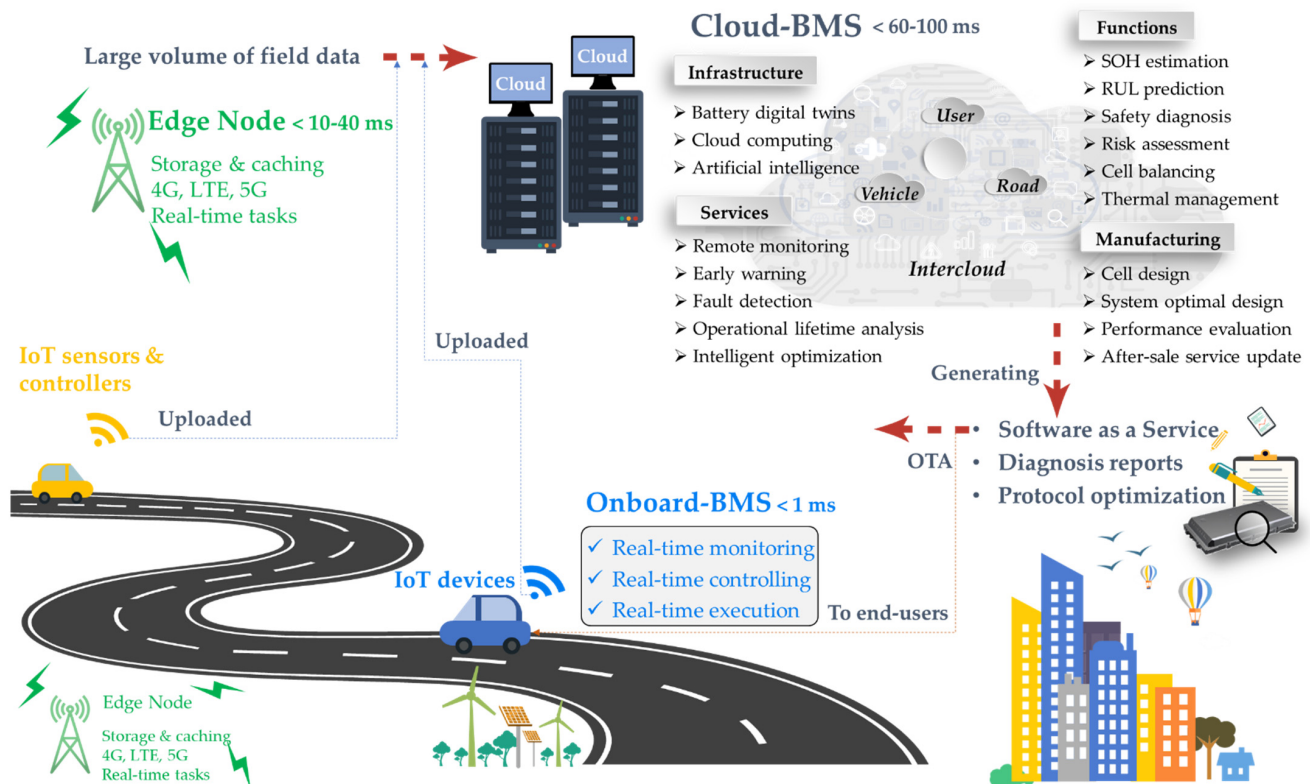 Large volume of field data
Cloud
Cloud
Edge Node < 10-40 ms
Storage & caching
4G, LTE, 5G
Real-time tasks
Cloud-BMS < 60-100 ms
Infrastructure
➢ Battery digital twins
➢ Cloud computing
➢ Artificial intelligence
Services
➢ Remote monitoring
➢ Early warning
➢ Fault detection
➢ Operational lifetime analysis
➢ Intelligent optimization
User
Vehicle
Road
Intercloud
Functions
➢ SOH estimation
➢ RUL prediction
➢ Safety diagnosis
➢ Risk assessment
➢ Cell balancing
➢ Thermal management
Manufacturing
➢ Cell design
➢ System optimal design
➢ Performance evaluation
➢ After-sale service update
Uploaded
IoT sensors &
controllers
Uploaded
Generating
OTA
• Software as a Service
• Diagnosis reports
• Protocol optimization
Onboard-BMS < 1 ms
✓ Real-time monitoring
✓ Real-time controlling
✓ Real-time execution
IoT devices
To end-users
Edge Node
Storage & caching
4G, LTE, 5G
Real-time tasks